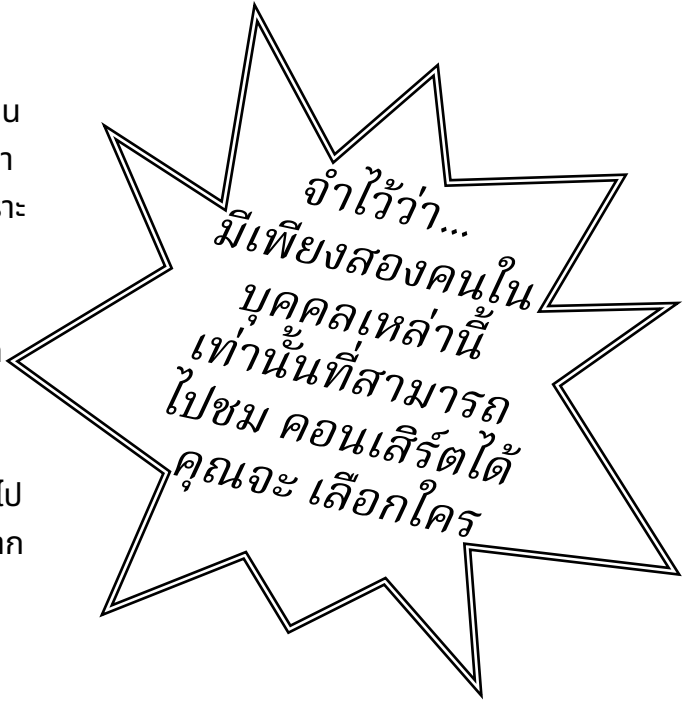 จำไว้ว่า...
มีเพียงสองคนใน
บุคคลเหล่านี้
เท่านั้นที่สามารถ
ไปชม คอนเสิร์ตได้
คุณจะ เลือกใคร